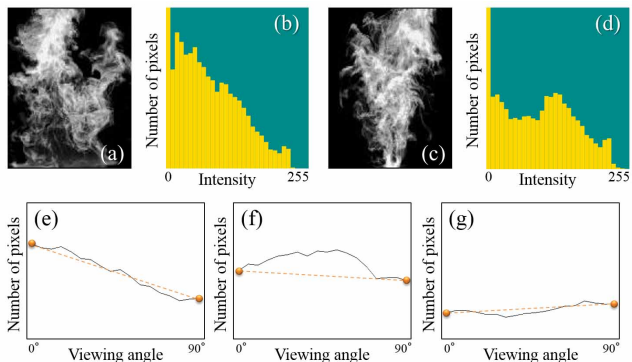 (a)
Number of pixels
(b)
0 Intensity 255
(c)
Number of pixels
(d)
0 Intensity 255
Number of pixels
(e)
0° Viewing angle 90°
Number of pixels
(f)
0° Viewing angle 90°
Number of pixels
(g)
0° Viewing angle 90°